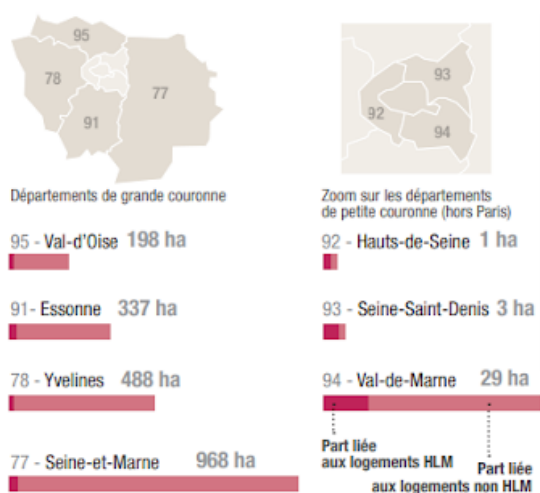 95
78
77
91
93
92
94
Départements de grande couronne
Zoom sur les départements
de petite couronne (hors Paris)
95 - Val-d'Oise 198 ha
92 - Hauts-de-Seine 1 ha
91- Essonne 337 ha
93 - Seine-Saint-Denis 3 ha
78 - Yvelines 488 ha
94 - Val-de-Marne 29 ha
77 - Seine-et-Marne 968 ha
Part liée
aux logements HLM
Part liée
aux logements non HLM